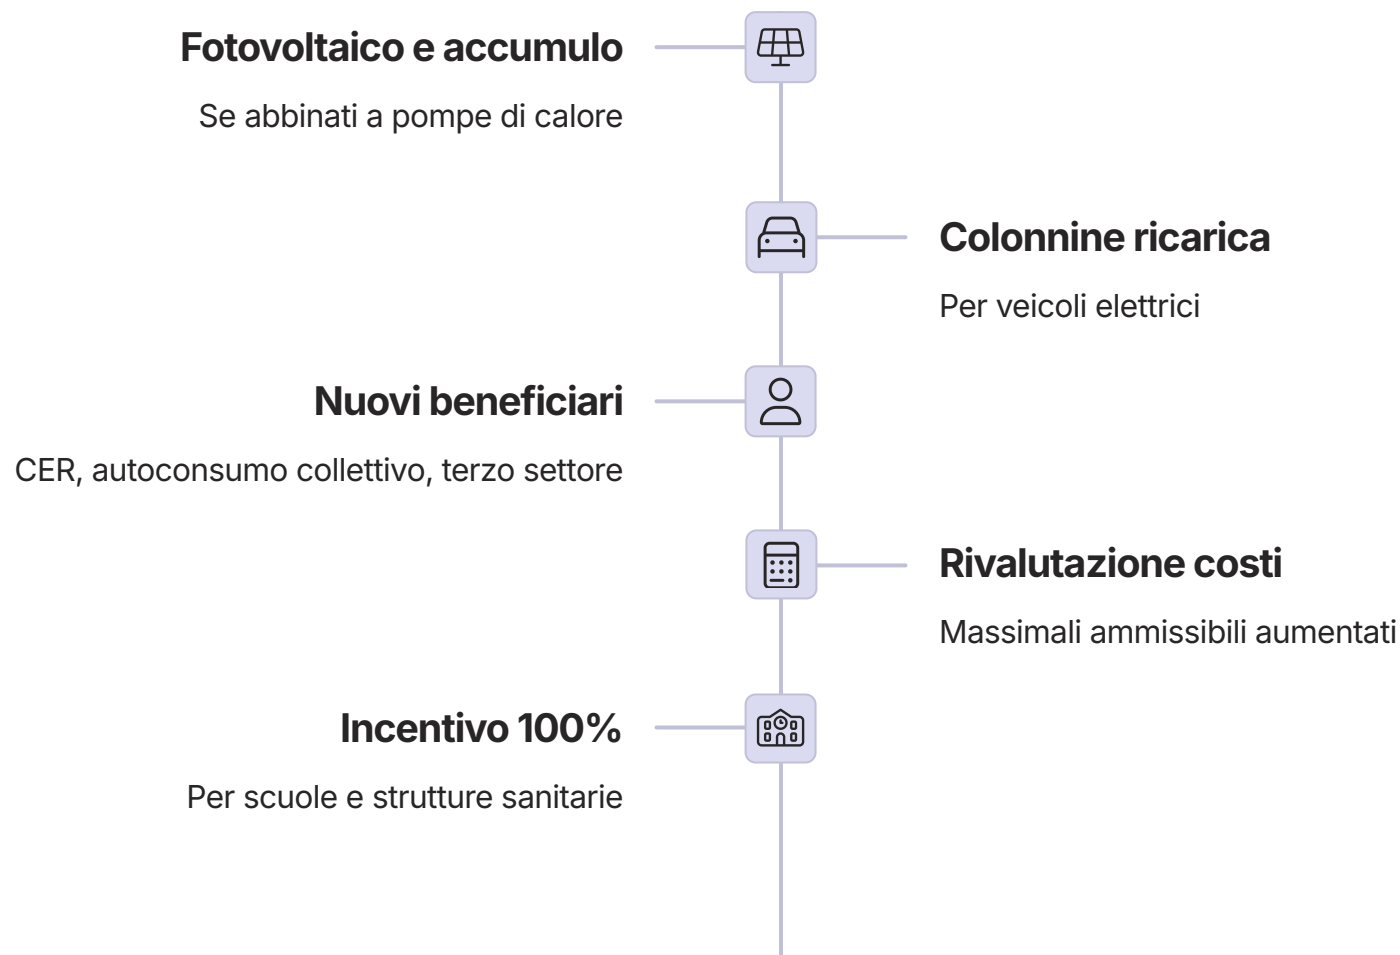 Fotovoltaico e accumulo
Se abbinati a pompe di calore
Colonnine ricarica
Per veicoli elettrici
Nuovi beneficiari
CER, autoconsumo collettivo, terzo settore
Rivalutazione costi
Massimali ammissibili aumentati
Incentivo 100%
Per scuole e strutture sanitarie